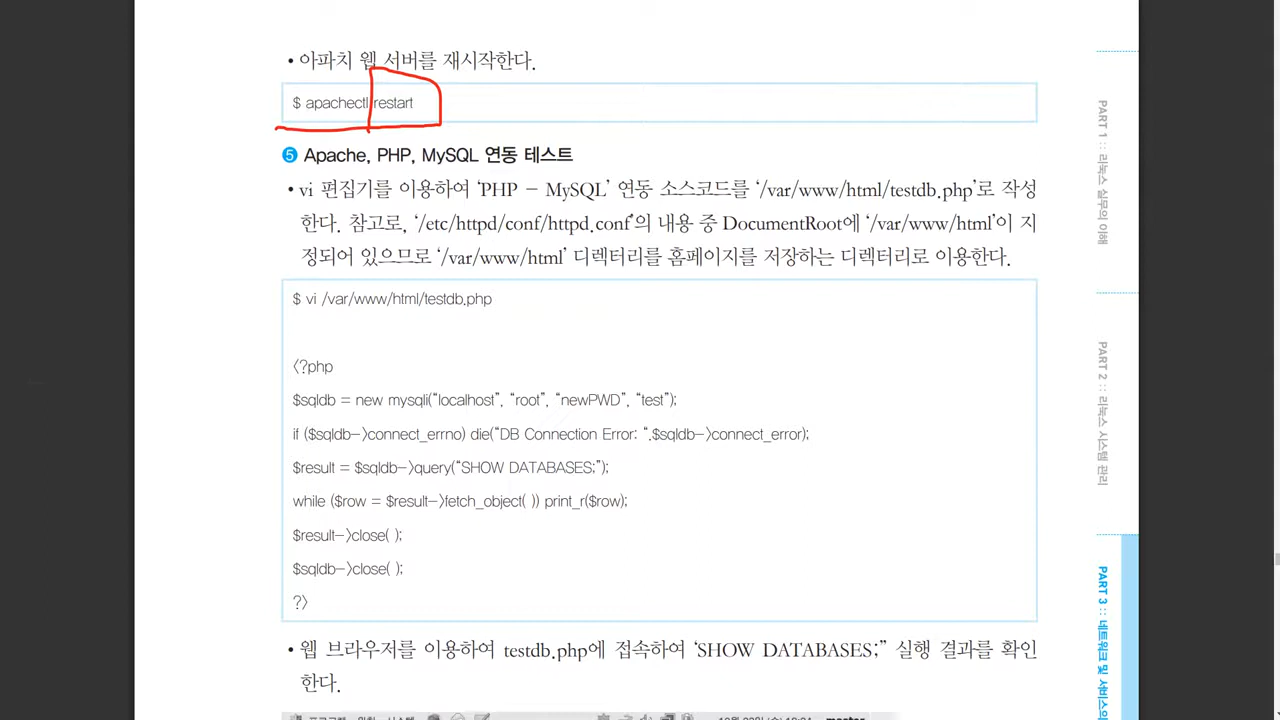 • 아파치 웹 서버를 재시작한다.
$ apachectl restart
❺ Apache, PHP, MySQL 연동 테스트
• vi 편집기를 이용하여 ‘PHP – MySQL’ 연동 소스코드를 ‘/var/www/html/testdb.php’로 작성
한다. 참고로, ‘/etc/httpd/conf/httpd.conf’의 내용 중 DocumentRoot에 ‘/var/www/html’이 지
정되어 있으므로 ‘/var/www/html’ 디렉터리를 홈페이지를 저장하는 디렉터리로 이용한다.
$ vi /var/www/html/testdb.php
<?php
$sqldb = new mysqli(“localhost”, “root”, “newPWD”, “test”);
if ($sqldb->connect_errno) die(“DB Connection Error: “.$sqldb->connect_error);
$result = $sqldb->query(“SHOW DATABASES;”);
while ($row = $result->fetch_object( )) print_r($row);
$result->close( );
$sqldb->close( );
?>
• 웹 브라우저를 이용하여 testdb.php에 접속하여 ‘SHOW DATABASES;” 실행 결과를 확인
한다.
PART 1 :: 리눅스 실무의 이해
PART 2 :: 리눅스 시스템 관리
PART 3 :: 네트워크 및 서비스의